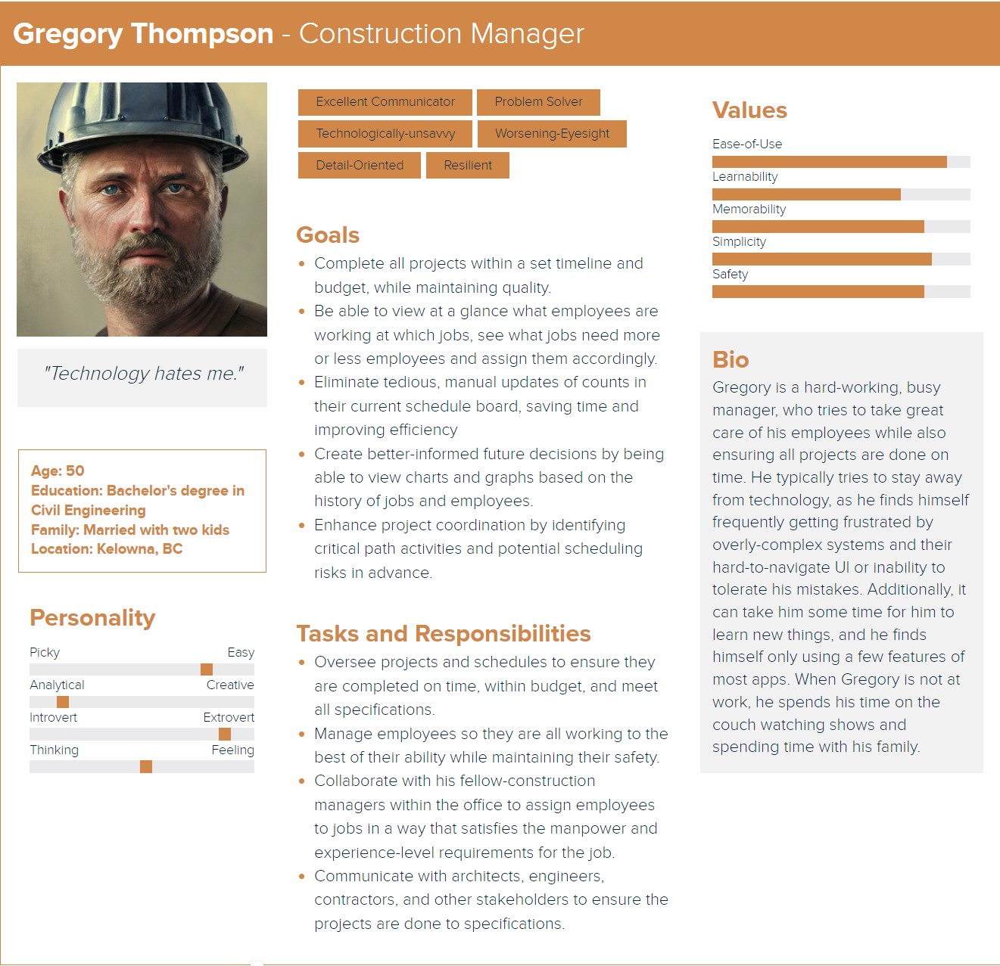 Gregory Thompson - Construction Manager
"Technology hates me."
Age: 50
Education: Bachelor's degree in
Civil Engineering
Family: Married with two kids
Location: Kelowna, BC
Personality
Picky Easy
Analytical Creative
Introvert Extrovert
Thinking Feeling
Excellent Communicator Problem Solver
Technologically-unsavvy Worsening-Eyesight
Detail-Oriented Resilient
Goals
• Complete all projects within a set timeline and
budget, while maintaining quality.
• Be able to view at a glance what employees are
working at which jobs, see what jobs need more
or less employees and assign them accordingly.
• Eliminate tedious, manual updates of counts in
their current schedule board, saving time and
improving efficiency
• Create better-informed future decisions by being
able to view charts and graphs based on the
history of jobs and employees.
• Enhance project coordination by identifying
critical path activities and potential scheduling
risks in advance.
Tasks and Responsibilities
• Oversee projects and schedules to ensure they
are completed on time, within budget, and meet
all specifications.
• Manage employees so they are all working to the
best of their ability while maintaining their safety.
• Collaborate with his fellow-construction
managers within the office to assign employees
to jobs in a way that satisfies the manpower and
experience-level requirements for the job.
• Communicate with architects, engineers,
contractors, and other stakeholders to ensure the
projects are done to specifications.
Values
Ease-of-Use
Learnability
Memorability
Simplicity
Safety
Bio
Gregory is a hard-working, busy
manager, who tries to take great
care of his employees while also
ensuring all projects are done on
time. He typically tries to stay away
from technology, as he finds himself
frequently getting frustrated by
overly-complex systems and their
hard-to-navigate UI or inability to
tolerate his mistakes. Additionally, it
can take him some time for him to
learn new things, and he finds
himself only using a few features of
most apps. When Gregory is not at
work, he spends his time on the
couch watching shows and
spending time with his family.